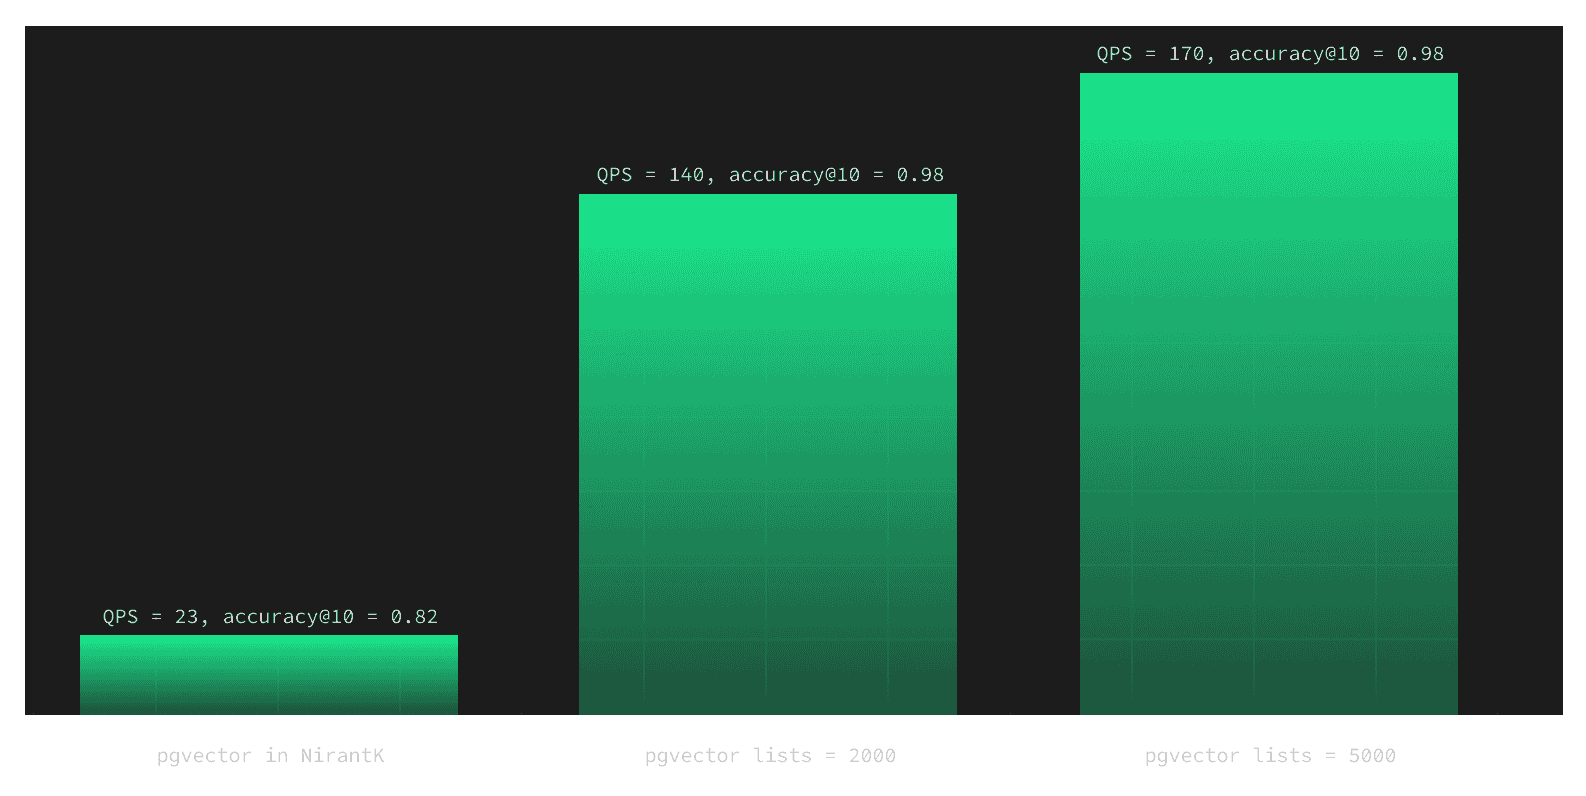 QPS = 170, accuracy@10 = 0.98
QPS = 140, accuracy@10 = 0.98
QPS = 23, accuracy@10 = 0.82
pgvector in NirantK
pgvector lists = 2000
pgvector lists = 5000